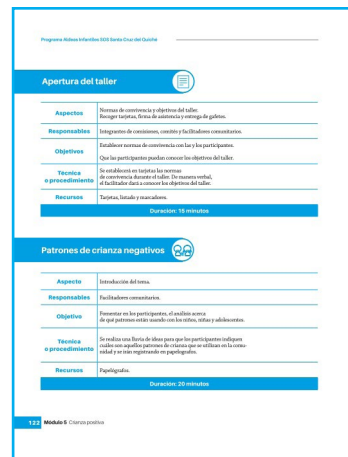 Programa Aldeas Infantiles SOS Santa Cruz del Quiché
Apertura del taller
Aspectos
Normas de convivencia y objetivos del taller.
Recoger tarjetas, firma de asistencia y entrega de gafetes.
Responsables
Integrantes de comisiones, comités y facilitadores comunitarios.
Objetivos
Establecer normas de convivencia con las y los participantes.
Que las participantes puedan conocer los objetivos del taller.
Técnica
o procedimiento
Se establecerá en tarjetas las normas
de convivencia durante el taller. De manera verbal,
el facilitador dará a conocer los objetivos del taller.
Recursos
Tarjetas, listado y marcadores.
Duración: 15 minutos
Patrones de crianza negativos
Aspecto
Introducción del tema.
Responsables
Facilitadores comunitarios.
Objetivo
Fomentar en los participantes, el análisis acerca
de qué patrones están usando con los niños, niñas y adolescentes.
Técnica
o procedimiento
Se realiza una lluvia de ideas para que los participantes indiquen
cuáles son aquellos patrones de crianza que se utilizan en la comu-
nidad y se irán registrando en papelografos.
Recursos
Papelógrafos.
Duración: 20 minutos
122 Módulo 5 Crianza positiva